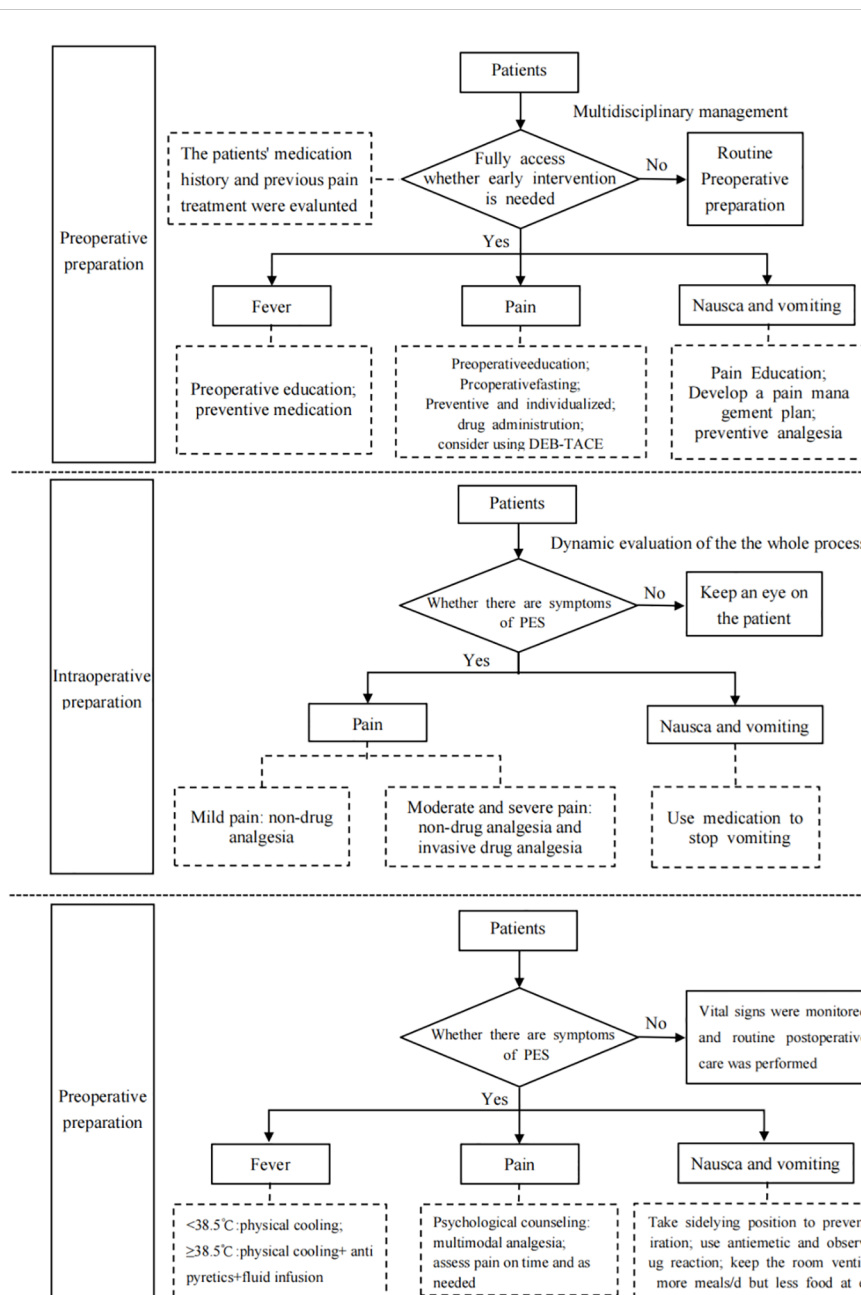 Patients
Multidisciplinary management
The patients' medication
history and previous pain
treatment were evalunted
Fully access
whether early intervention
is needed
No
Routine
Preoperative
preparation
Preoperative
preparation
Yes
Fever
Pain
Nausca and vomiting
Preoperative education;
preventive medication
Preoperativeeducation;
Prcoperativefasting;
Preventive and individualized;
drug administrution;
consider using DEB-TACE
Pain Education;
Develop a pain mana
gement plan;
preventive analgesia
Patients
Dynamic evaluation of the the whole process
Whether there are symptoms
of PES
No
Keep an eye on
the patient
Intraoperative
preparation
Yes
Pain
Nausca and vomiting
Mild pain: non-drug
analgesia
Moderate and severe pain:
non-drug analgesia and
invasive drug analgesia
Use medication to
stop vomiting
Patients
Whether there are symptoms
of PES
No
Vital signs were monitored
and routine postoperative
care was performed
Preoperative
preparation
Yes
Fever
Pain
Nausca and vomiting
<38.5℃:physical cooling;
≥38.5℃:physical cooling+ anti
pyretics+fluid infusion
Psychological counseling:
multimodal analgesia;
assess pain on time and as
needed
Take sidelying position to preven
iration; use antiemetic and observ
ug reaction; keep the room venti
more meals/d but less food at